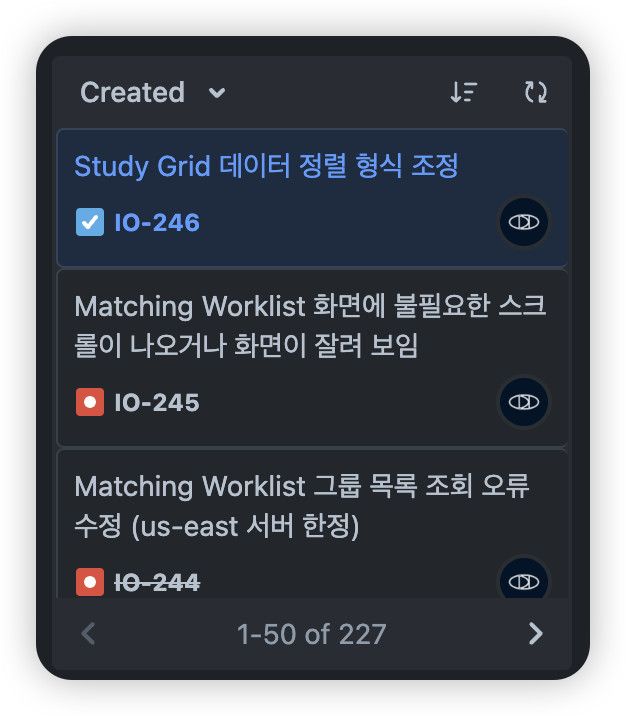 Created
Study Grid 데이터 정렬 형식 조정
IO-246
Matching Worklist 화면에 불필요한 스크
롤이 나오거나 화면이 잘려 보임
IO-245
Matching Worklist 그룹 목록 조회 오류
수정 (us-east 서버 한정)
IO-244
1-50 of 227